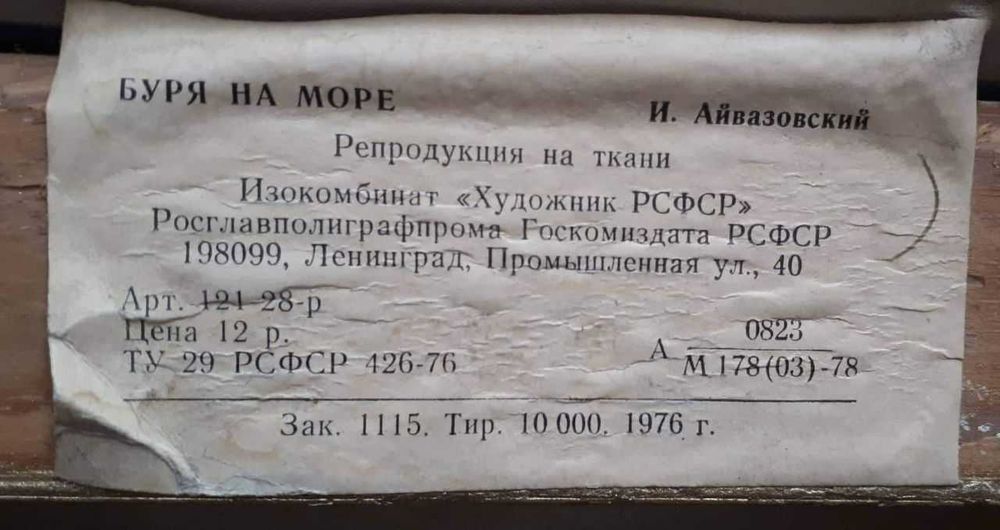 БУРЯ НА МОРЕ
И. Айвазовский
Репродукция на ткани
Изокомбинат «Художник РСФСР»
Росглавполиграфпрома Госкомиздата РСФСР
198099, Ленинград, Промышленная ул., 40
Арт. 121-28-р
Цена 12 р.
ТУ 29 РСФСР 426-76
А 0823
М 178(03)-78
Зак. 1115. Тир. 10 000. 1976 г.